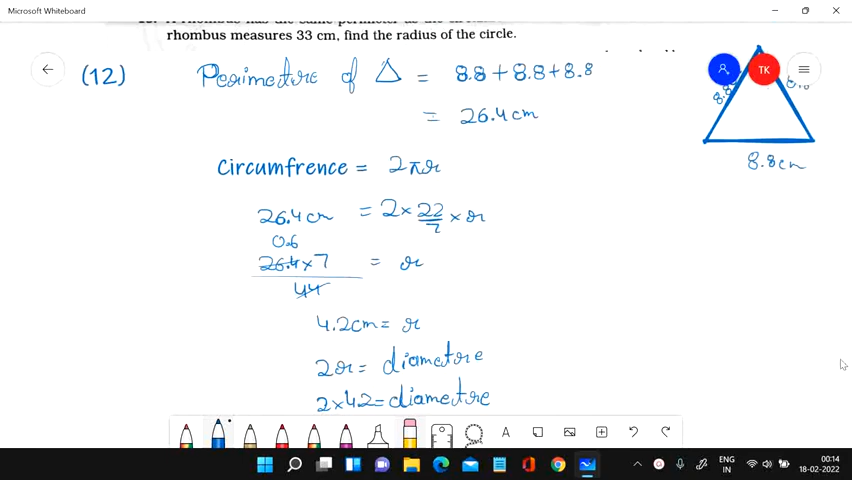 Microsoft Whiteboard
rhombus measures 33 cm, find the radius of the circle.
(12) Perimetre of △ = 8.8 + 8.8 + 8.8
= 26.4 cm
TK
8.8
8.8cm
Circumfrence = 2πr
26.4 cm = 2 × 22/7 × r
0.6
26.4 × 7 = r
44
4.2cm = r
2r = diametre
2×4.2 = diametre
A
ENG
IN
00:14
18-02-2022